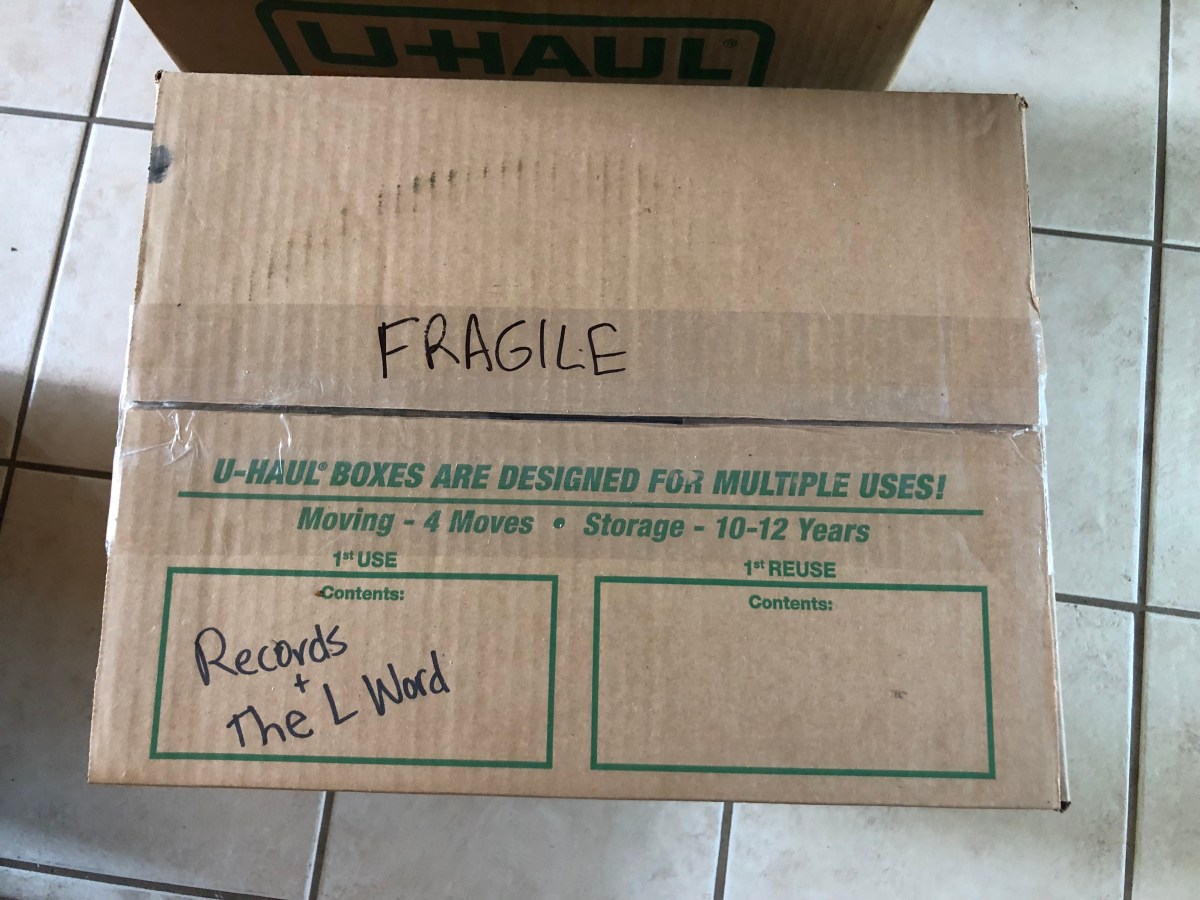 U-HAUL®
FRAGILE
U-HAUL® BOXES ARE DESIGNED FOR MULTIPLE USES!
Moving - 4 Moves • Storage - 10-12 Years
1st USE
Contents:
Records
+
The L Word
1st REUSE
Contents: